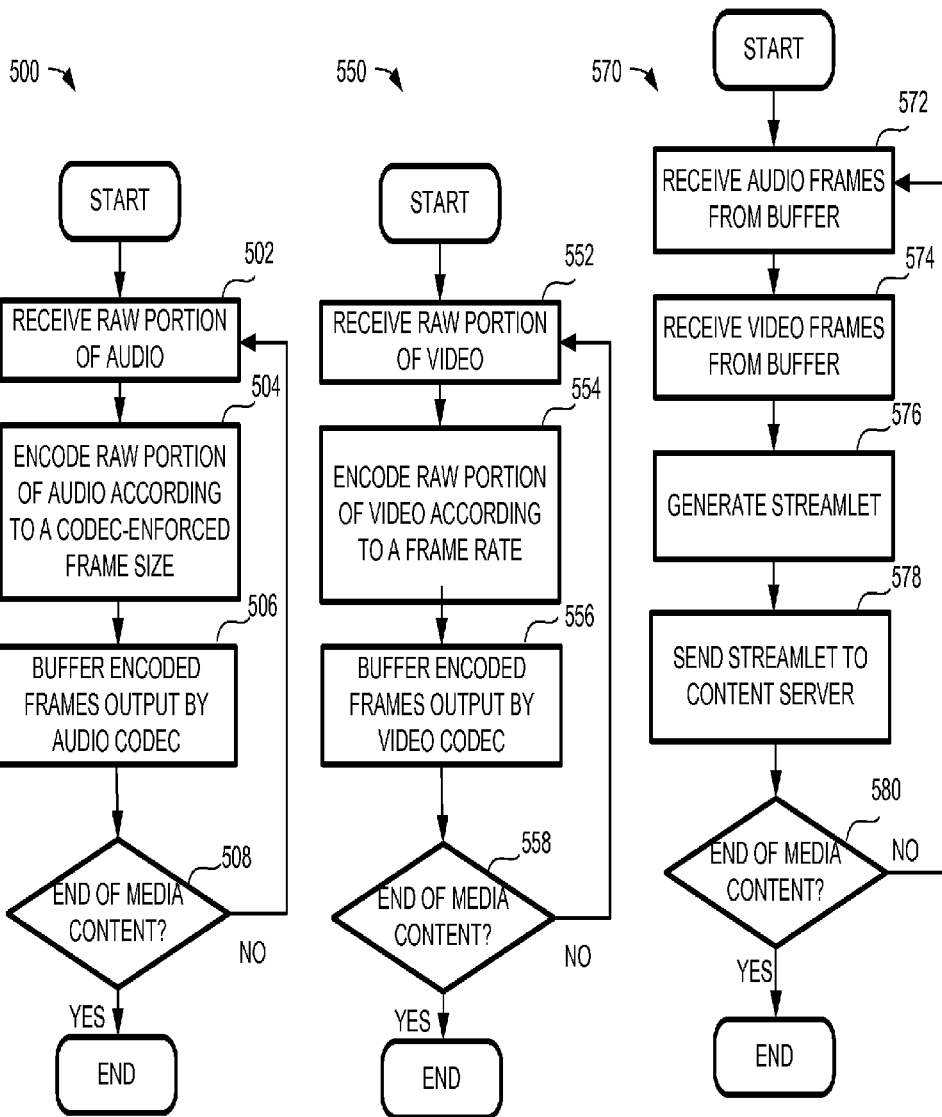 500
START
502
RECEIVE RAW PORTION
OF AUDIO
504
ENCODE RAW PORTION
OF AUDIO ACCORDING
TO A CODEC-ENFORCED
FRAME SIZE
506
BUFFER ENCODED
FRAMES OUTPUT BY
AUDIO CODEC
508
END OF MEDIA
CONTENT?
NO
YES
END
550
START
552
RECEIVE RAW PORTION
OF VIDEO
554
ENCODE RAW PORTION
OF VIDEO ACCORDING
TO A FRAME RATE
556
BUFFER ENCODED
FRAMES OUTPUT BY
VIDEO CODEC
558
END OF MEDIA
CONTENT?
NO
YES
END
570
START
572
RECEIVE AUDIO FRAMES
FROM BUFFER
574
RECEIVE VIDEO FRAMES
FROM BUFFER
576
GENERATE STREAMLET
578
SEND STREAMLET TO
CONTENT SERVER
580
END OF MEDIA
CONTENT?
NO
YES
END